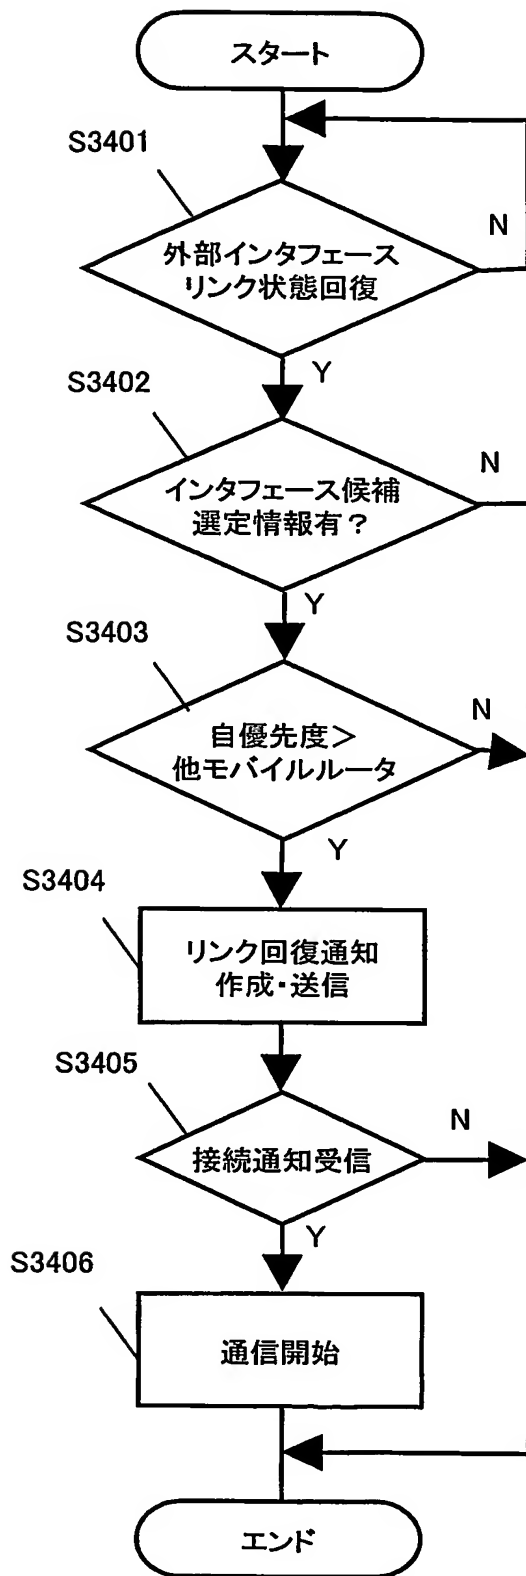 スタート
S3401
N
外部インタフェース
リンク状態回復
Y
S3402
N
インタフェース候補
選定情報有？
Y
S3403
N
自優先度＞
他モバイルルータ
Y
S3404
リンク回復通知
作成・送信
S3405
N
接続通知受信
Y
S3406
通信開始
エンド